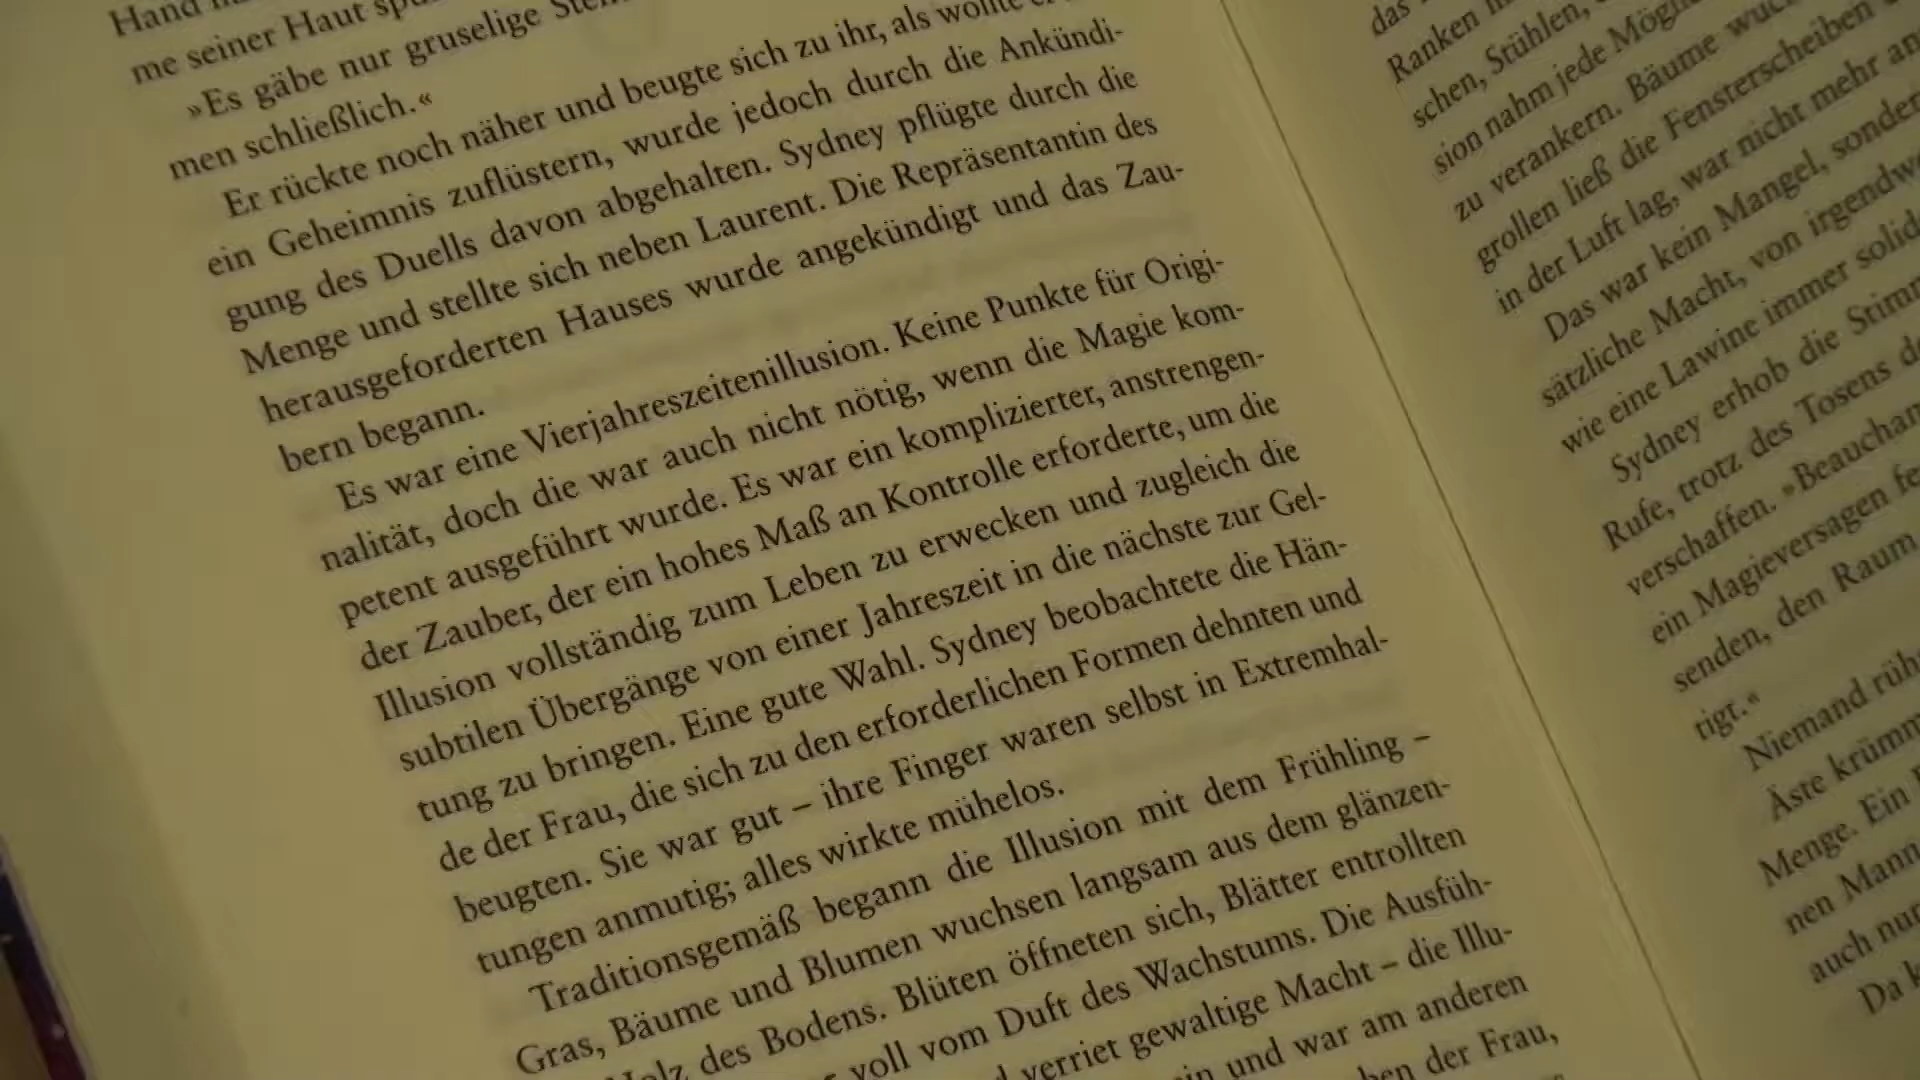 Hand
me seiner Haut
»Es gäbe nur gruselige
men schließlich.«
Er rückte noch näher und beugte sich zu ihr, als wollte
ein Geheimnis zuflüstern, wurde jedoch durch die Ankündi-
gung des Duells davon abgehalten. Sydney pflügte durch die
Menge und stellte sich neben Laurent. Die Repräsentantin des
herausgeforderten Hauses wurde angekündigt und das Zau-
bern begann.
Es war eine Vierjahreszeitenillusion. Keine Punkte für Origi-
nalität, doch die war auch nicht nötig, wenn die Magie kom-
petent ausgeführt wurde. Es war ein komplizierter, anstrengen-
der Zauber, der ein hohes Maß an Kontrolle erforderte, um die
Illusion vollständig zum Leben zu erwecken und zugleich die
subtilen Übergänge von einer Jahreszeit in die nächste zur Gel-
tung zu bringen. Eine gute Wahl. Sydney beobachtete die Hän-
de der Frau, die sich zu den erforderlichen Formen dehnten und
beugten. Sie war gut – ihre Finger waren selbst in Extremhal-
tungen anmutig; alles wirkte mühelos.
Traditionsgemäß begann die Illusion mit dem Frühling –
Gras, Bäume und Blumen wuchsen langsam aus dem glänzen-
des Bodens. Blüten öffneten sich, Blätter entrollten
voll vom Duft des Wachstums. Die Ausfüh-
verriet gewaltige Macht – die Illu-
und war am anderen
der Frau,
das
Ranken
schen, Stühlen,
sion nahm jede
zu verankern. Bäume
grollen ließ die Fensterscheiben
in der Luft lag, war nicht mehr
Das war kein Mangel,
sätzliche Macht, von
wie eine Lawine immer
Sydney erhob die
Rufe, trotz des Tosens
verschaffen.
ein Magieversagen
senden, den Raum
tigt.«
Niemand
Äste
Menge. Ein
nen Mann
auch nur
Da